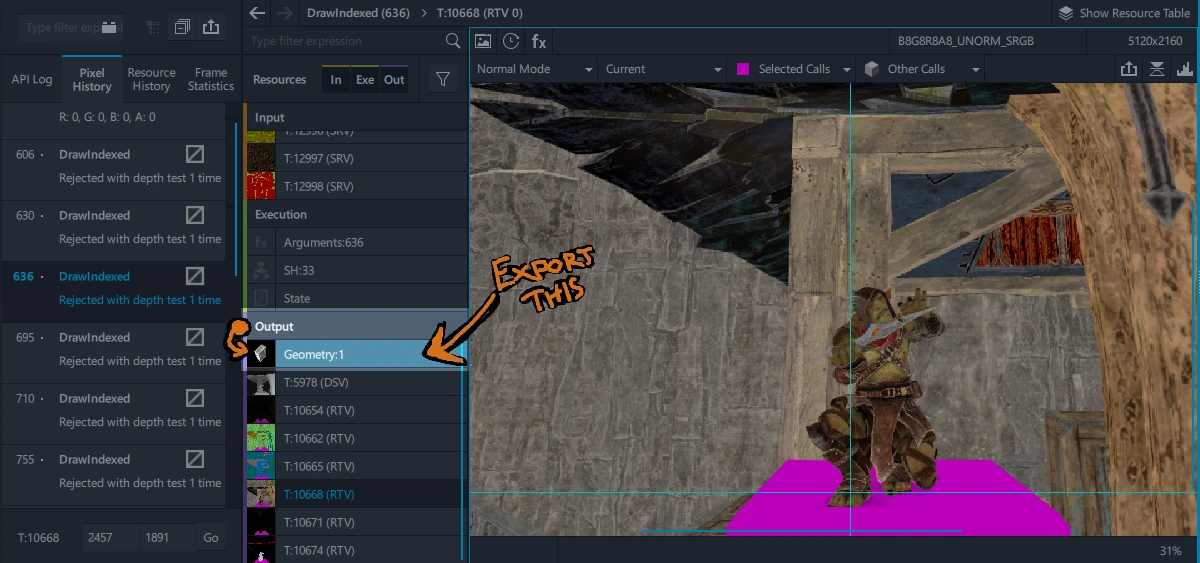 DrawIndexed (636) > T:10668 (RTV 0)
Show Resource Table
Type filter expression
Type filter expression
B8G8R8A8_UNORM_SRGB
5120x2160
API Log
Pixel History
Resource History
Frame Statistics
Resources
In
Exe
Out
Normal Mode
Current
Selected Calls
Other Calls
R: 0, G: 0, B: 0, A: 0
606 · DrawIndexed
Rejected with depth test 1 time
630 · DrawIndexed
Rejected with depth test 1 time
636 · DrawIndexed
Rejected with depth test 1 time
695 · DrawIndexed
Rejected with depth test 1 time
710 · DrawIndexed
Rejected with depth test 1 time
755 · DrawIndexed
Rejected with depth test 1 time
T:10668
2457
1891
Go
Input
T:12996 (SRV)
T:12997 (SRV)
T:12998 (SRV)
Execution
fx Arguments:636
SH:33
State
Output
Geometry:1
T:5978 (DSV)
T:10654 (RTV)
T:10662 (RTV)
T:10665 (RTV)
T:10668 (RTV)
T:10671 (RTV)
T:10674 (RTV)
fx
EXPORT
THIS
31%